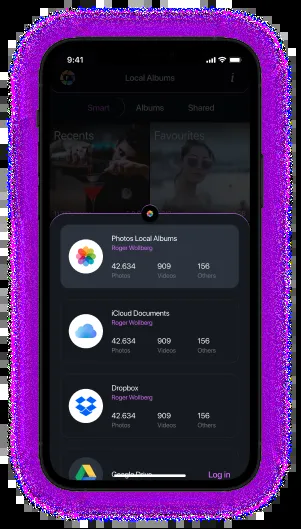 9:41
Local Albums
i
Smart Albums Shared
Recents Favourites
Photos Local Albums
Roger Wollberg
42.634 909 156
Photos Videos Others
iCloud Documents
Roger Wollberg
42.634 909 156
Photos Videos Others
Dropbox
Roger Wollberg
42.634 909 156
Photos Videos Others
Google Drive Log in